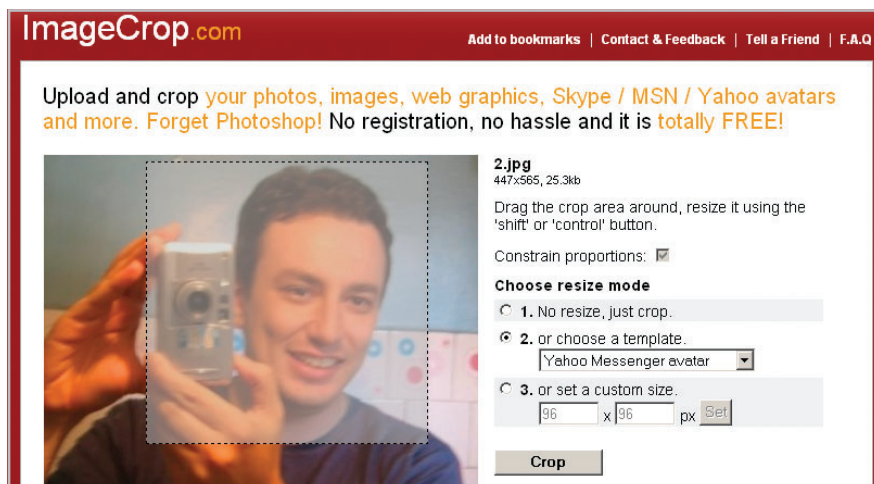 ImageCrop.com
Add to bookmarks | Contact & Feedback | Tell a Friend | F.A.Q
Upload and crop your photos, images, web graphics, Skype / MSN / Yahoo avatars
and more. Forget Photoshop! No registration, no hassle and it is totally FREE!
2.jpg
447x565, 25.3kb
Drag the crop area around, resize it using the
'shift' or 'control' button.
Constrain proportions:
Choose resize mode
1. No resize, just crop.
2. or choose a template.
Yahoo Messenger avatar
3. or set a custom size.
96 x 96 px Set
Crop